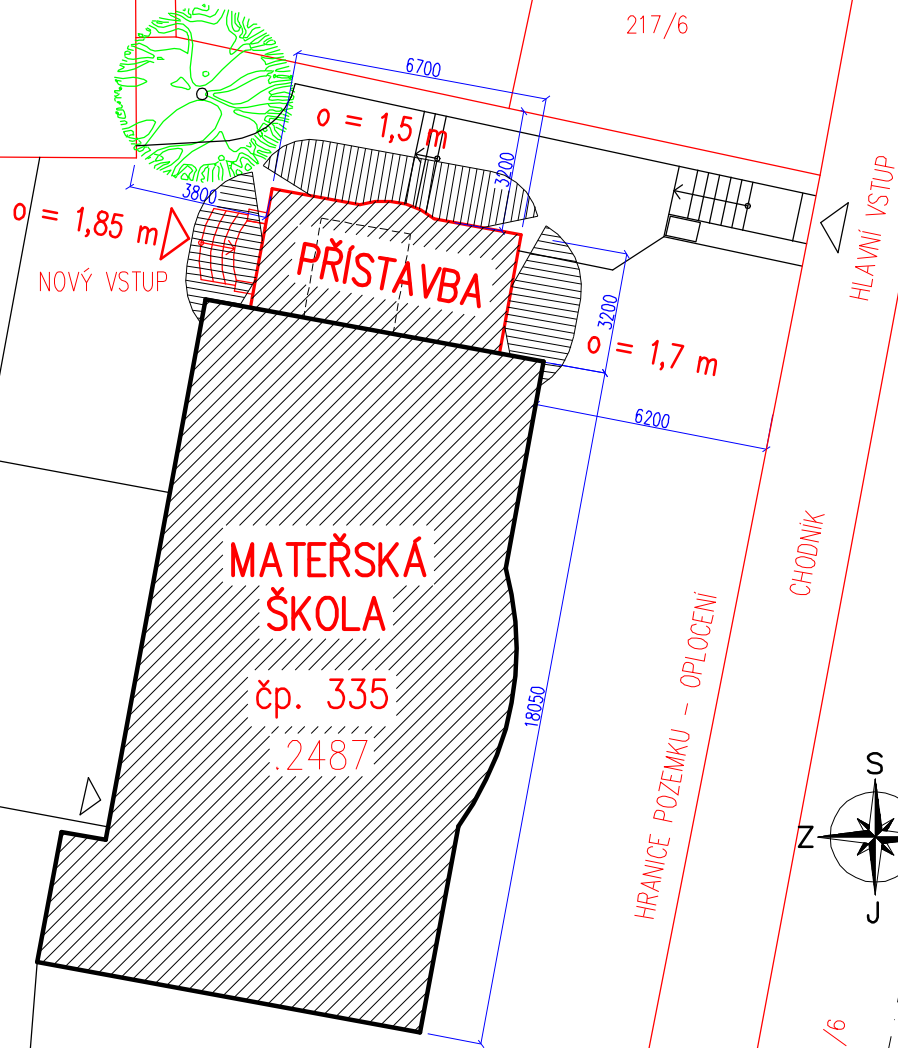 217/6
6700
o = 1,5 m
3200
3800
o = 1,85 m
NOVÝ VSTUP
PŘÍSTAVBA
HLAVNÍ VSTUP
3200
o = 1,7 m
6200
MATEŘSKÁ
ŠKOLA
čp. 335
.2487
18050
CHODNÍK
HRANICE POZEMKU - OPLOCENÍ
S
Z
J
/6